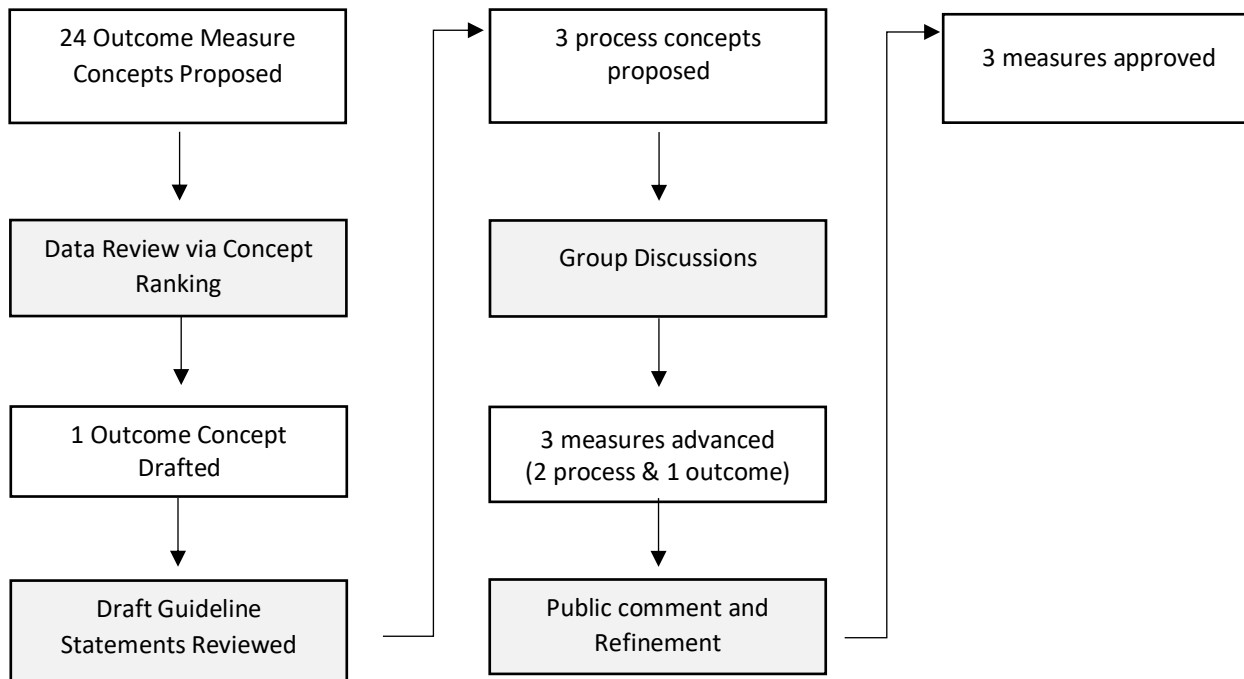 24 Outcome Measure
Concepts Proposed
Data Review via Concept
Ranking
1 Outcome Concept
Drafted
Draft Guideline
Statements Reviewed
3 process concepts
proposed
Group Discussions
3 measures advanced
(2 process & 1 outcome)
Public comment and
Refinement
3 measures approved